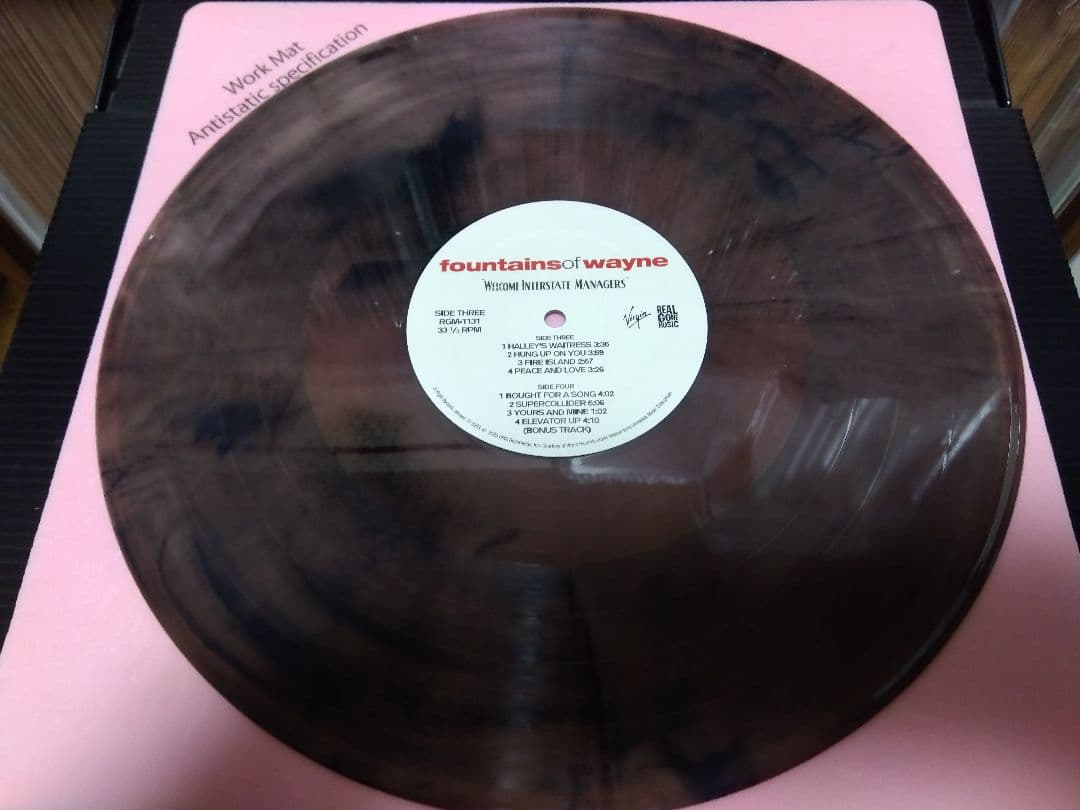 Work Mat
Antistatic specification
fountainsofwayne
"WELCOME INTERSTATE MANAGERS"
SIDE THREE
RGM-1131
33 1/3 RPM
Virgin
REAL
GONE
MUSIC
SIDE THREE
1 HALLEY'S WAITRESS 3:35
2 HUNG UP ON YOU 3:59
3 FIRE ISLAND 2:57
4 PEACE AND LOVE 3:26
SIDE FOUR
1 BOUGHT FOR A SONG 4:02
2 SUPERCOLLIDER 5:06
3 YOURS AND MINE 1:02
4 ELEVATOR UP 4:10
(BONUS TRACK)